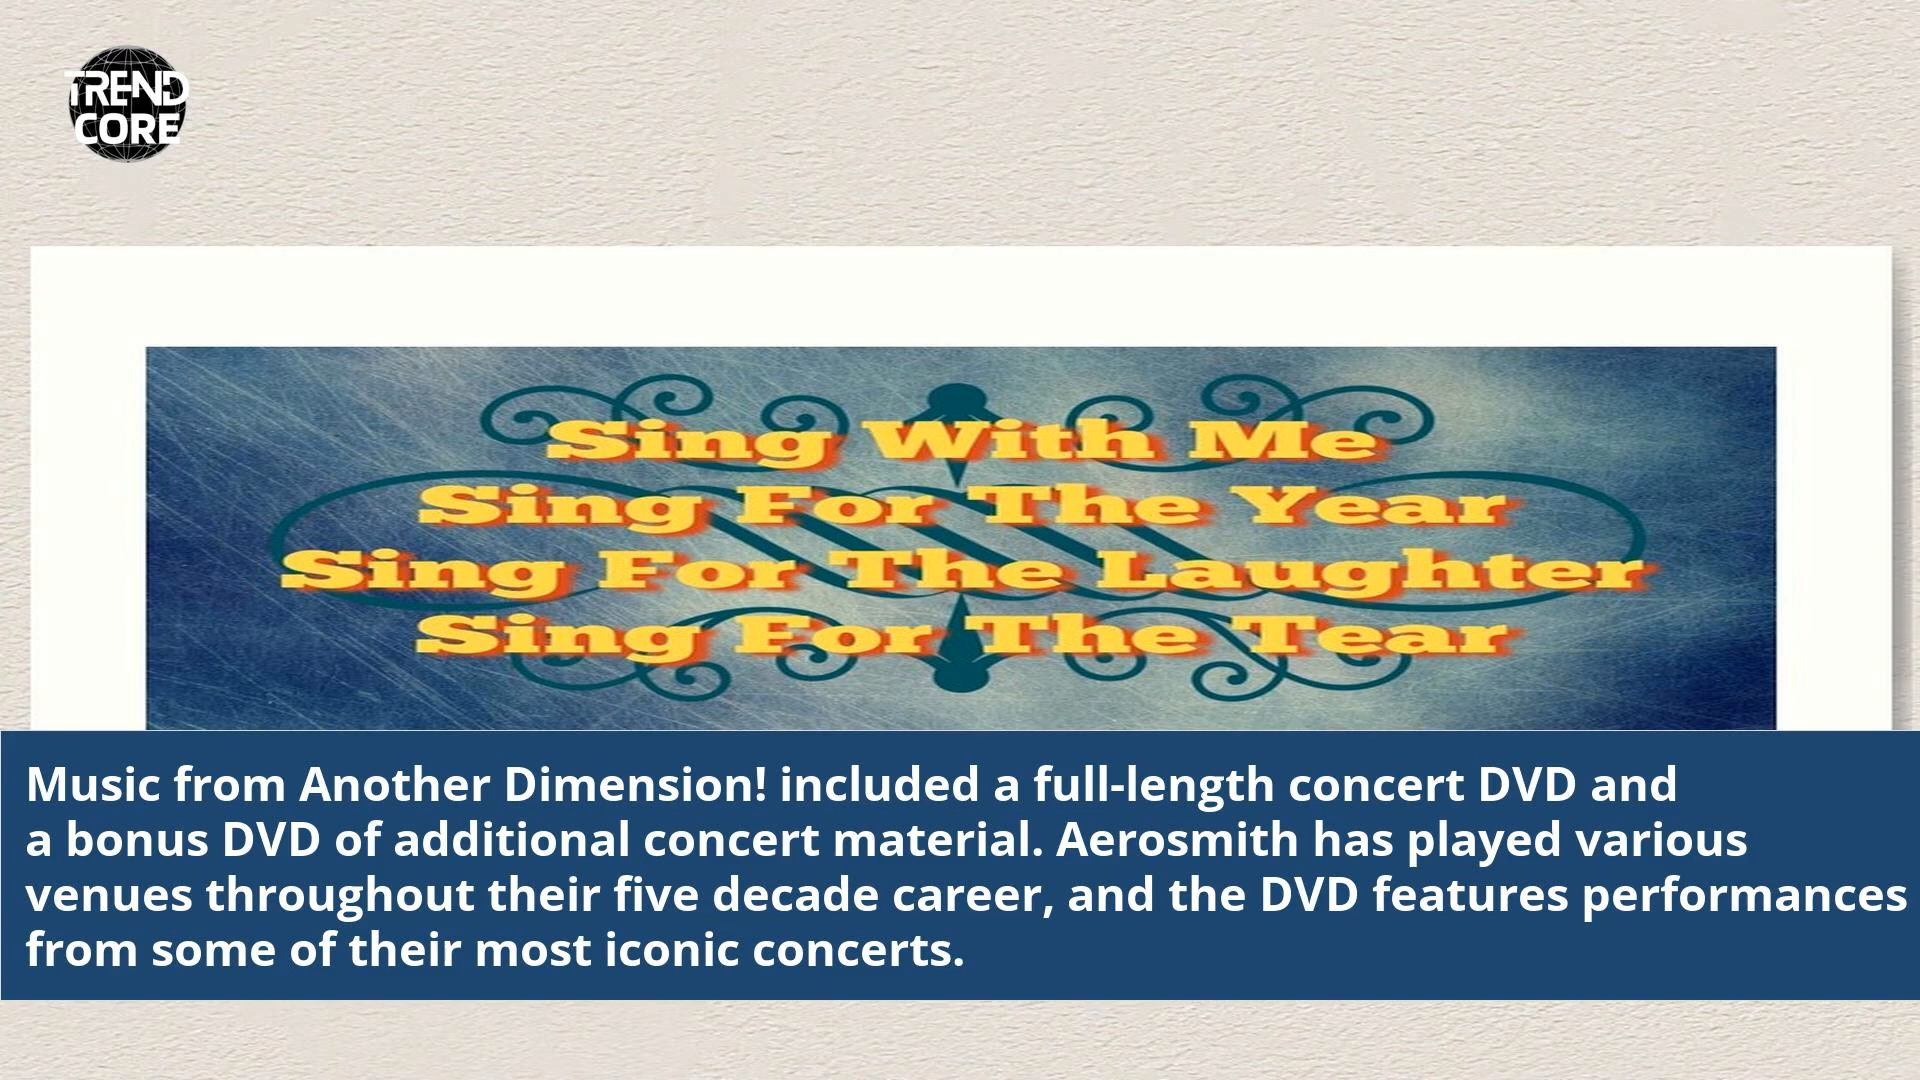 TREND
CORE
Sing With Me
Sing For The Year
Sing For The Laughter
Sing For The Tear
Music from Another Dimension! included a full-length concert DVD and
a bonus DVD of additional concert material. Aerosmith has played various
venues throughout their five decade career, and the DVD features performances
from some of their most iconic concerts.